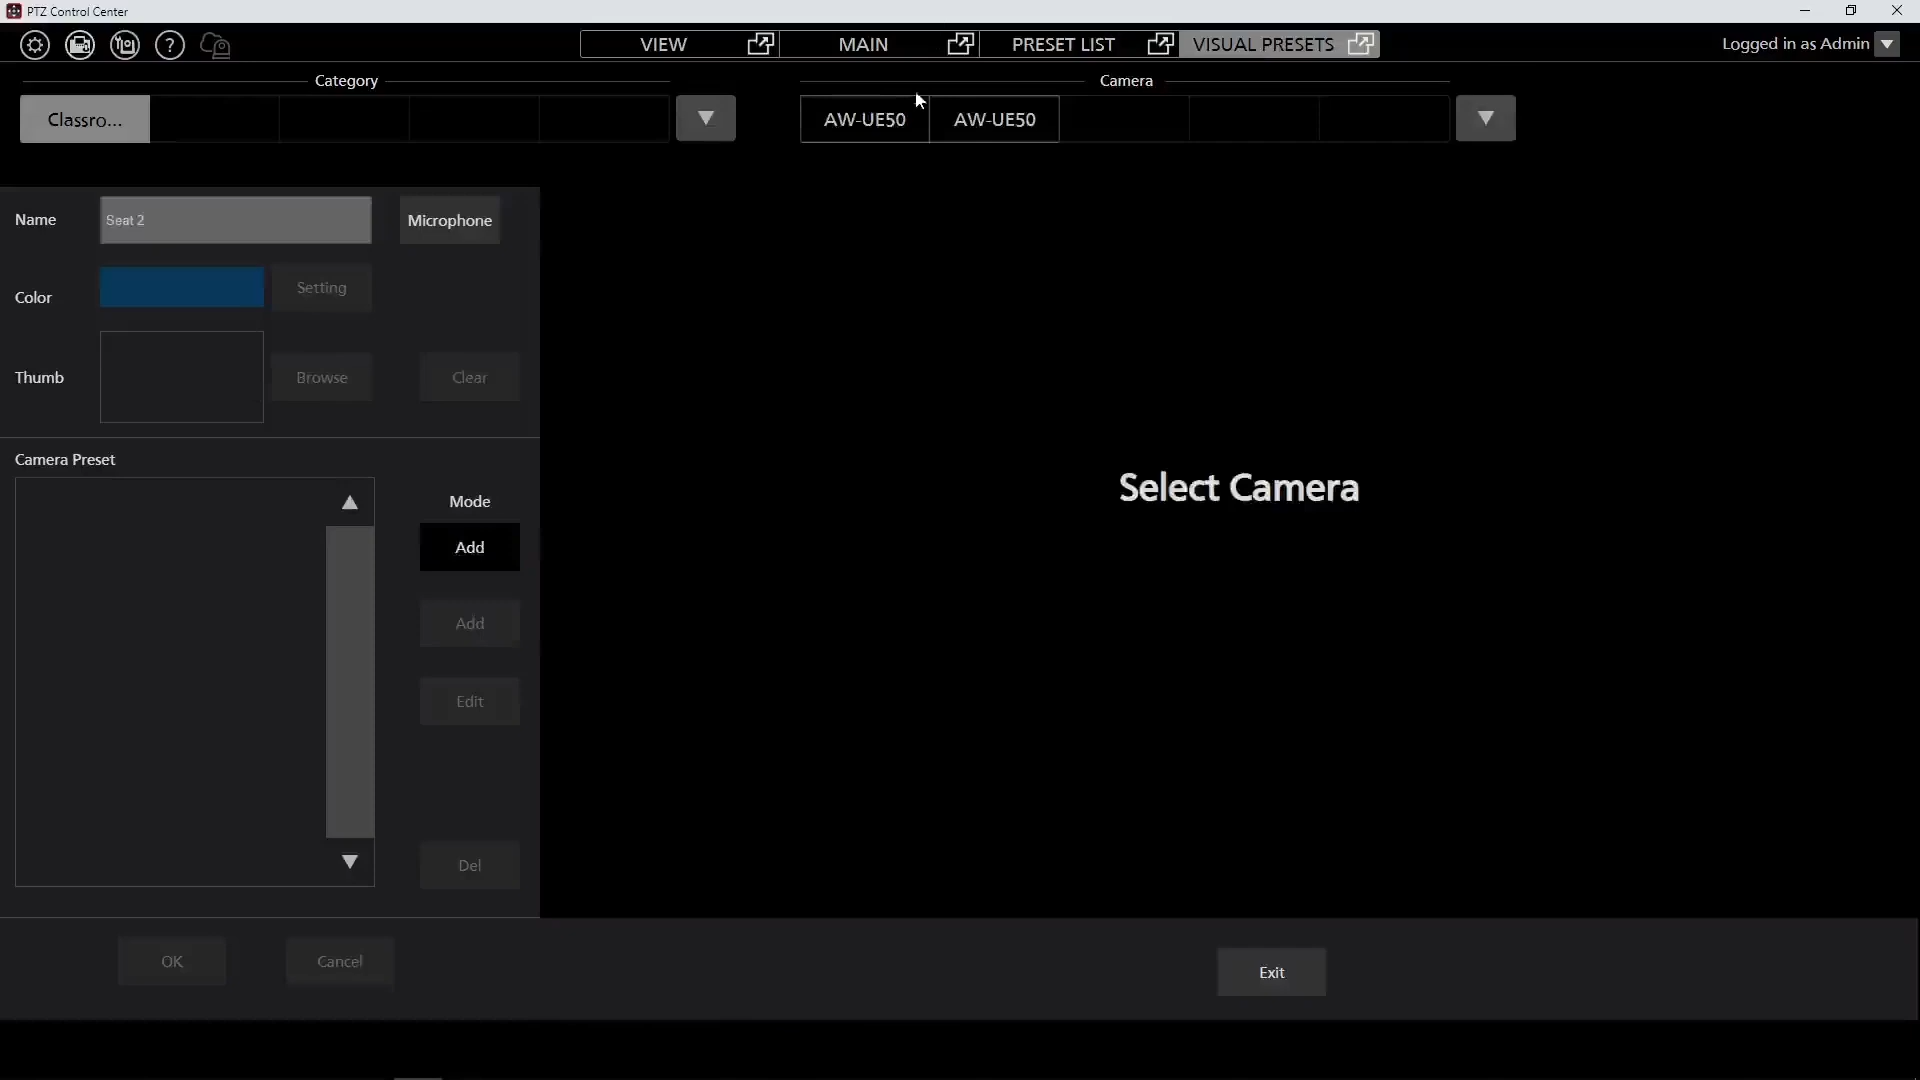 PTZ Control Center
VIEW
MAIN
PRESET LIST
VISUAL PRESETS
Logged in as Admin
Category
Camera
Classro...
AW-UE50
AW-UE50
Name
Seat 2
Microphone
Color
Setting
Thumb
Browse
Clear
Camera Preset
Mode
Add
Add
Edit
Del
Select Camera
OK
Cancel
Exit